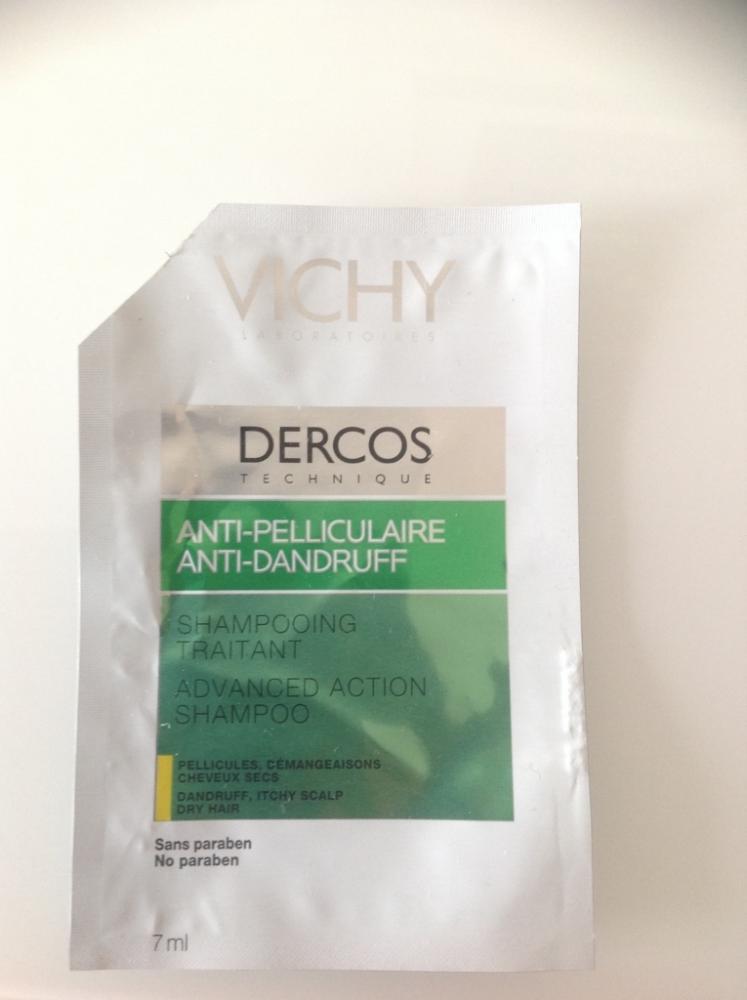 VICHY
LABORATOIRES
DERCOS
TECHNIQUE
ANTI-PELLICULAIRE
ANTI-DANDRUFF
SHAMPOOING
TRAITANT
ADVANCED ACTION
SHAMPOO
PELLICULES, CÉMANGEAISONS
CHEVEUX SECS
DANDRUFF, ITCHY SCALP
DRY HAIR
Sans paraben
No paraben
7 ml